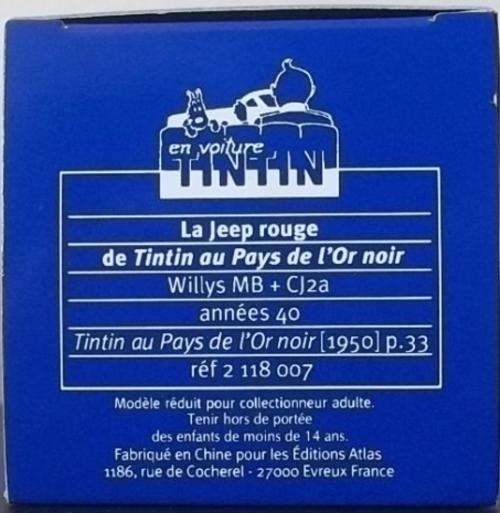 en voiture
TINTIN
La Jeep rouge
de Tintin au Pays de l'Or noir
Willys MB + CJ2a
années 40
Tintin au Pays de l'Or noir [1950] p.33
réf 2 118 007
Modèle réduit pour collectionneur adulte.
Tenir hors de portée
des enfants de moins de 14 ans.
Fabriqué en Chine pour les Éditions Atlas
1186, rue de Cocherel - 27000 Evreux France